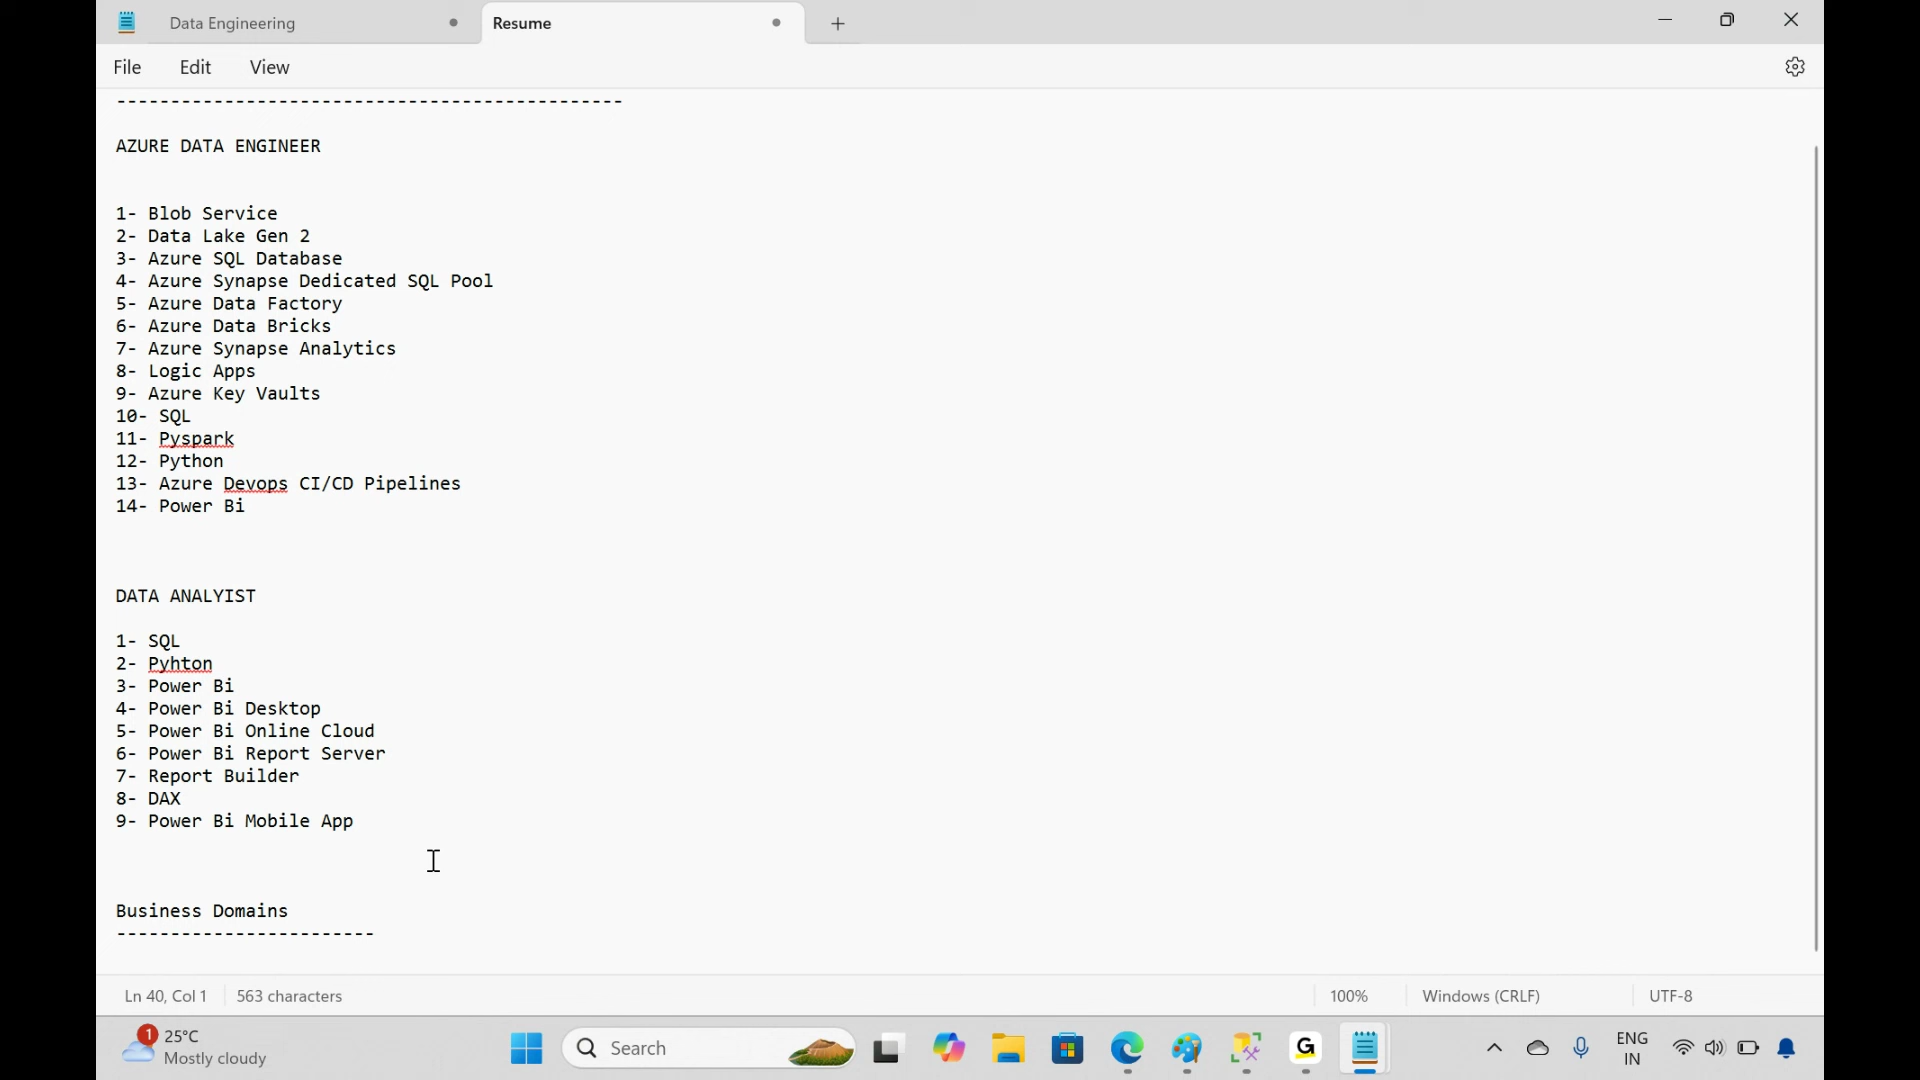 Data Engineering
Resume
File Edit View
-----------------------------------------------
AZURE DATA ENGINEER
1- Blob Service
2- Data Lake Gen 2
3- Azure SQL Database
4- Azure Synapse Dedicated SQL Pool
5- Azure Data Factory
6- Azure Data Bricks
7- Azure Synapse Analytics
8- Logic Apps
9- Azure Key Vaults
10- SQL
11- Pyspark
12- Python
13- Azure Devops CI/CD Pipelines
14- Power Bi
DATA ANALYIST
1- SQL
2- Pyhton
3- Power Bi
4- Power Bi Desktop
5- Power Bi Online Cloud
6- Power Bi Report Server
7- Report Builder
8- DAX
9- Power Bi Mobile App
Business Domains
------------------------
Ln 40, Col 1 563 characters 100% Windows (CRLF) UTF-8
1
25°C
Mostly cloudy
Search
G
ENG
IN